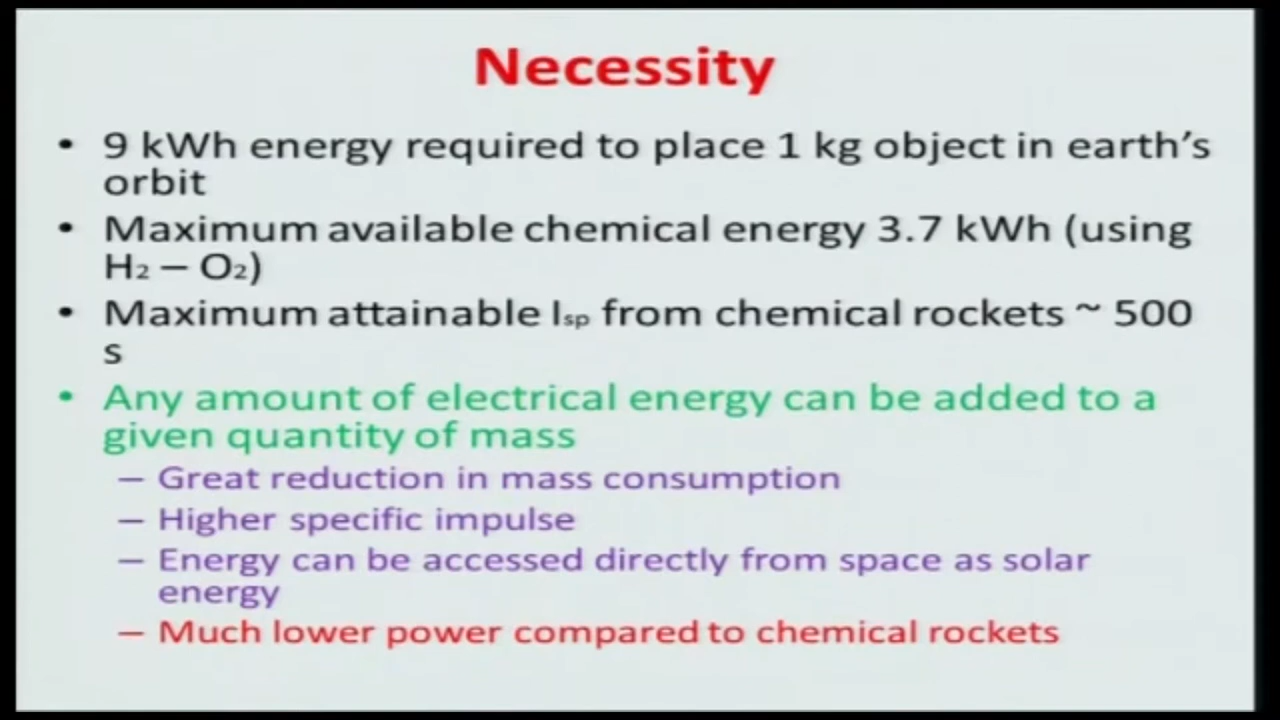 Necessity
• 9 kWh energy required to place 1 kg object in earth's
orbit
• Maximum available chemical energy 3.7 kWh (using
H₂ – O₂)
• Maximum attainable Isp from chemical rockets ~ 500
s
• Any amount of electrical energy can be added to a
given quantity of mass
– Great reduction in mass consumption
– Higher specific impulse
– Energy can be accessed directly from space as solar
energy
– Much lower power compared to chemical rockets